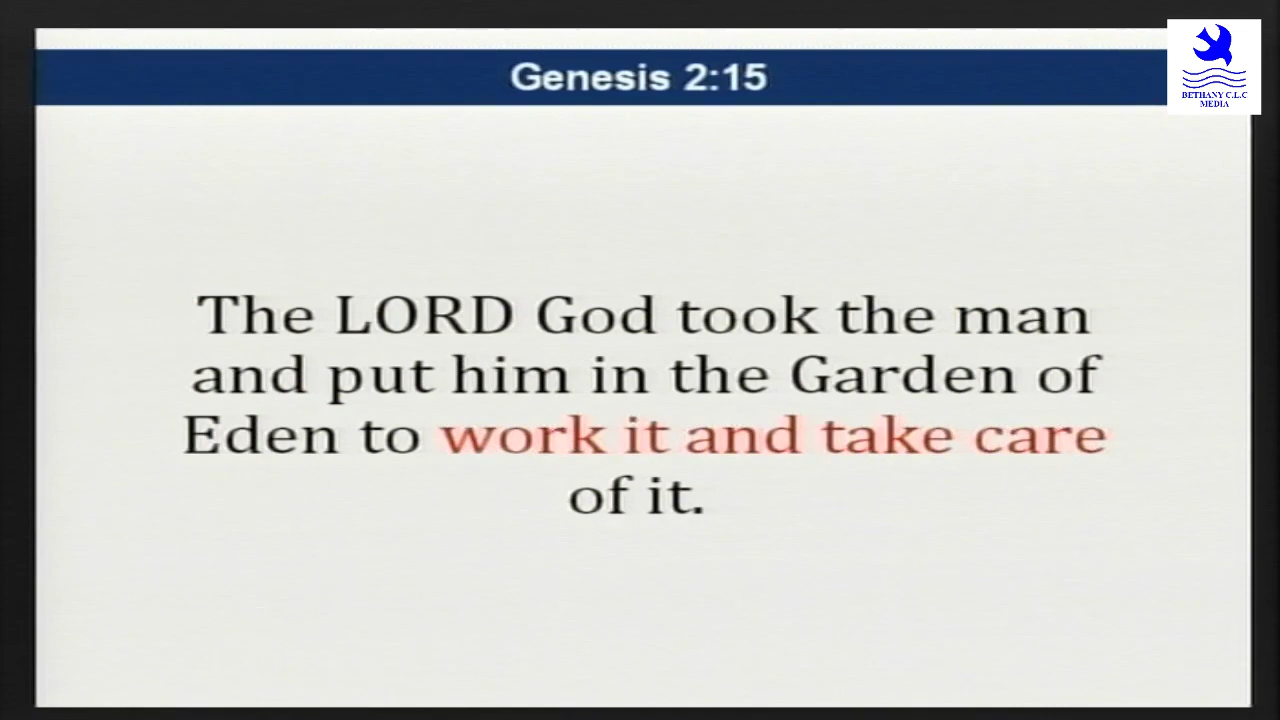 Genesis 2:15
BETHANY C.L.C
MEDIA
The LORD God took the man
and put him in the Garden of
Eden to work it and take care
of it.